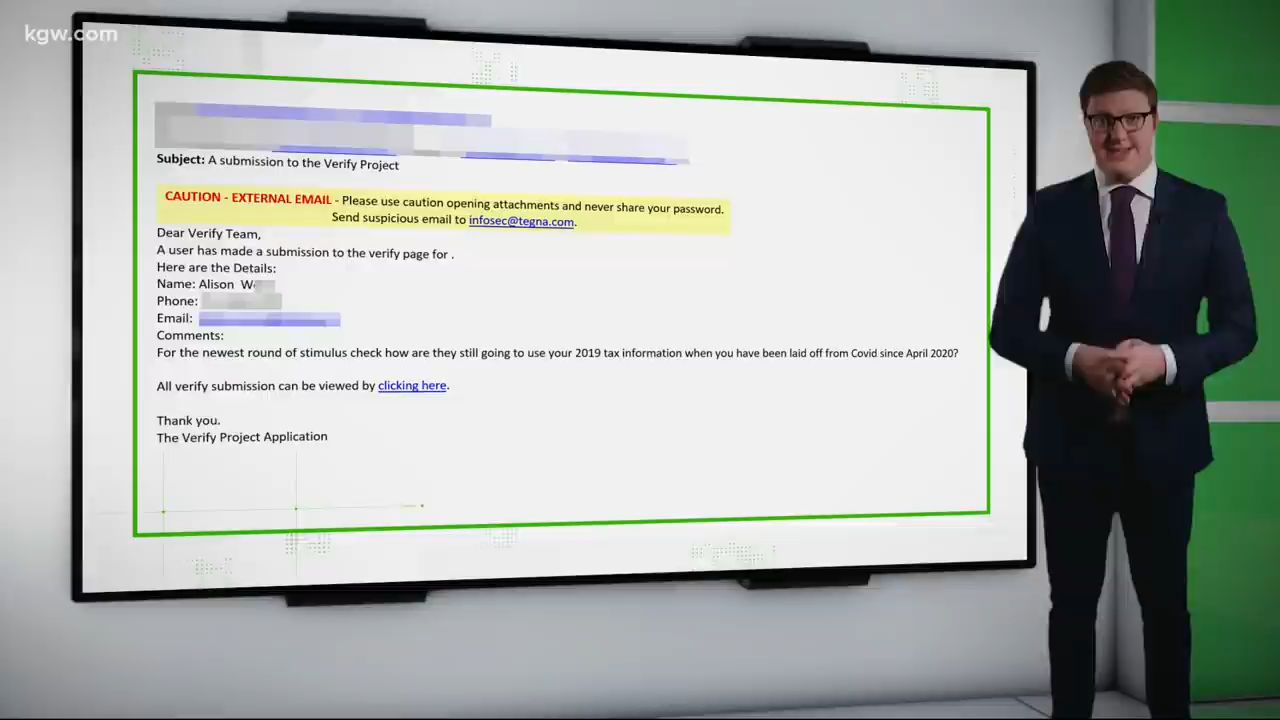 kgw.com
Subject: A submission to the Verify Project
CAUTION - EXTERNAL EMAIL - Please use caution opening attachments and never share your password.
Send suspicious email to infosec@tegna.com.
Dear Verify Team,
A user has made a submission to the verify page for .
Here are the Details:
Name: Alison
Phone:
Email:
Comments:
For the newest round of stimulus check how are they still going to use your 2019 tax information when you have been laid off from Covid since April 2020?
All verify submission can be viewed by clicking here.
Thank you.
The Verify Project Application